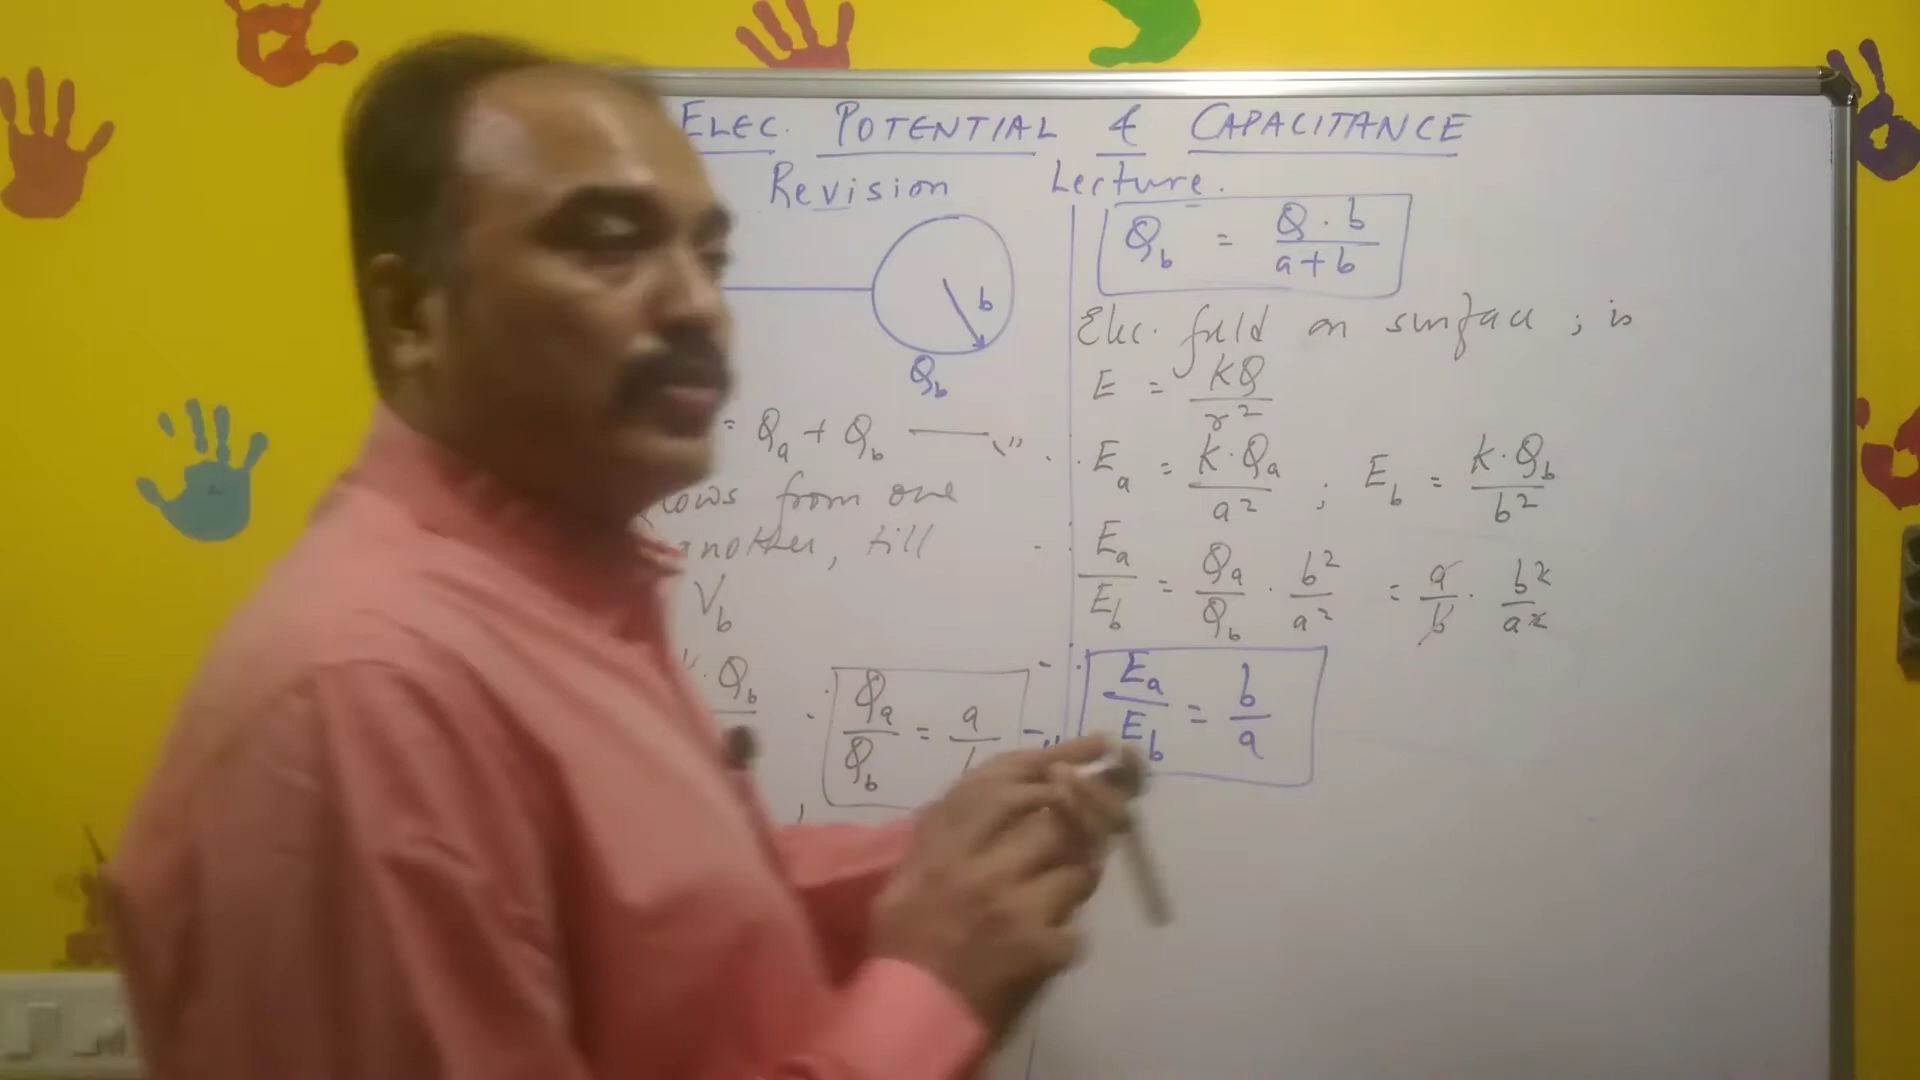 ELEC. POTENTIAL & CAPACITANCE
Revision Lecture.
b
Q_b
= Q_a + Q_b
from one
another, till
V_b
Q_b
Q_a / Q_b = a /
Q_b = Q . b / a + b
Elec. field on surface ; is
E = KQ / r²
E_a = K . Q_a / a² ; E_b = K . Q_b / b²
E_a / E_b = Q_a / Q_b . b² / a² = a / b . b² / a²
E_a / E_b = b / a